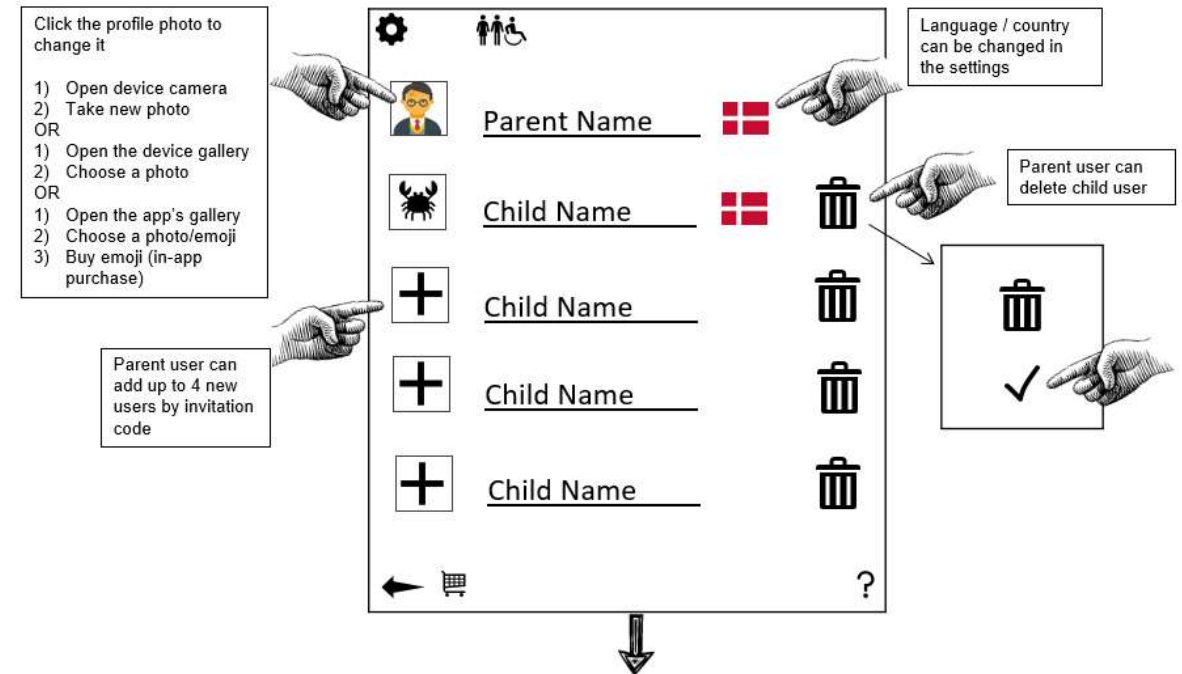 Click the profile photo to
change it
1) Open device camera
2) Take new photo
OR
1) Open the device gallery
2) Choose a photo
OR
1) Open the app's gallery
2) Choose a photo/emoji
3) Buy emoji (in-app
purchase)
Parent user can
add up to 4 new
users by invitation
code
Parent Name
Child Name
Child Name
Child Name
Child Name
?
Language / country
can be changed in
the settings
Parent user can
delete child user